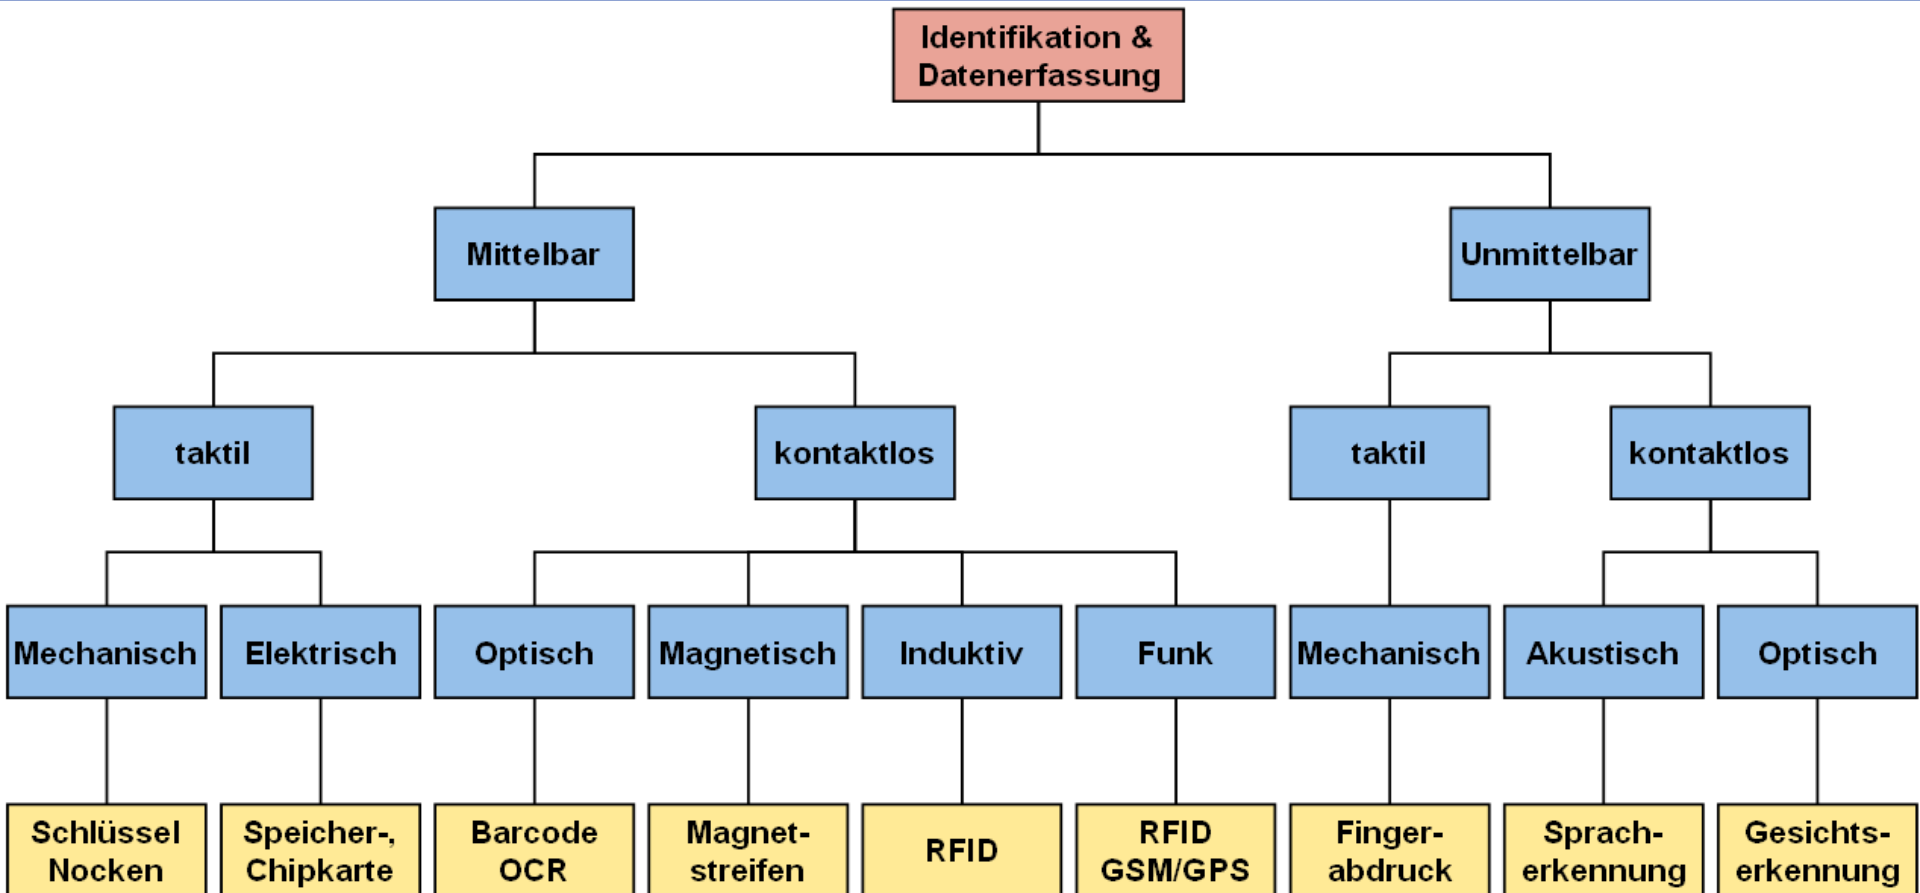 Identifikation &
Datenerfassung
Mittelbar
Unmittelbar
taktil
kontaktlos
taktil
kontaktlos
Mechanisch
Elektrisch
Optisch
Magnetisch
Induktiv
Funk
Mechanisch
Akustisch
Optisch
Schlüssel
Nocken
Speicher-,
Chipkarte
Barcode
OCR
Magnet-
streifen
RFID
RFID
GSM/GPS
Finger-
abdruck
Sprach-
erkennung
Gesichts-
erkennung